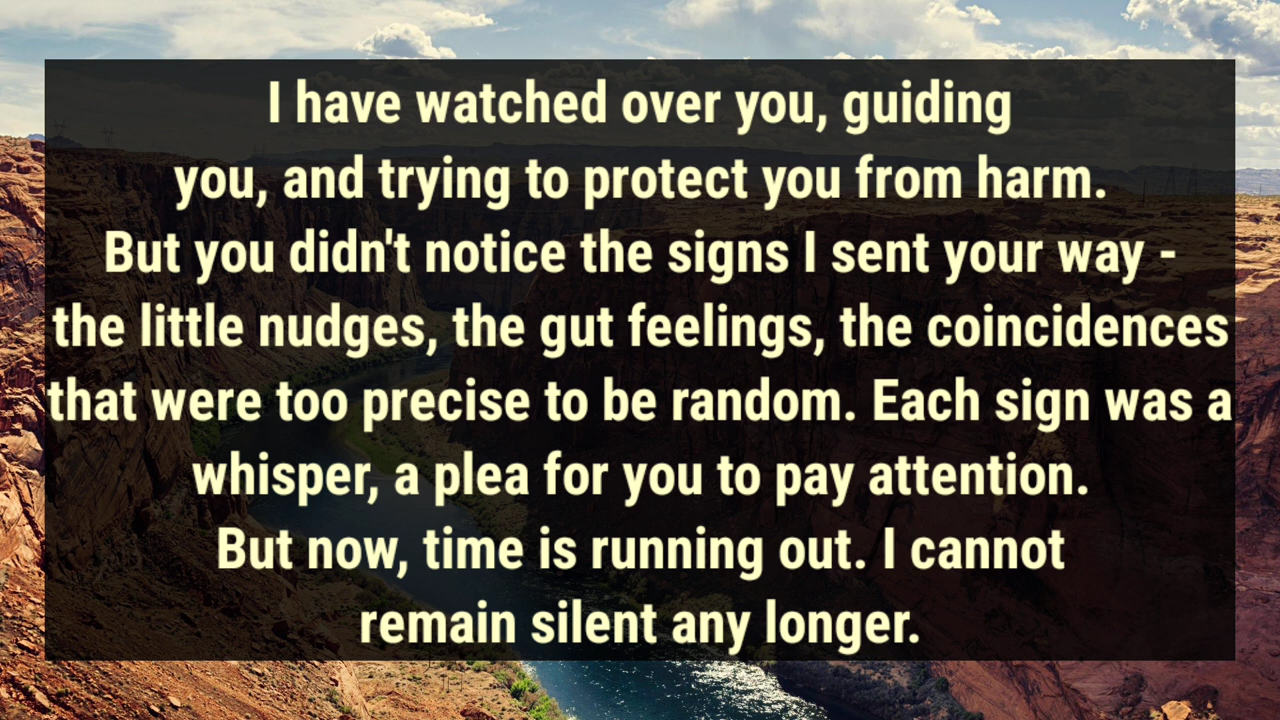 I have watched over you, guiding
you, and trying to protect you from harm.
But you didn't notice the signs I sent your way -
the little nudges, the gut feelings, the coincidences
that were too precise to be random. Each sign was a
whisper, a plea for you to pay attention.
But now, time is running out. I cannot
remain silent any longer.